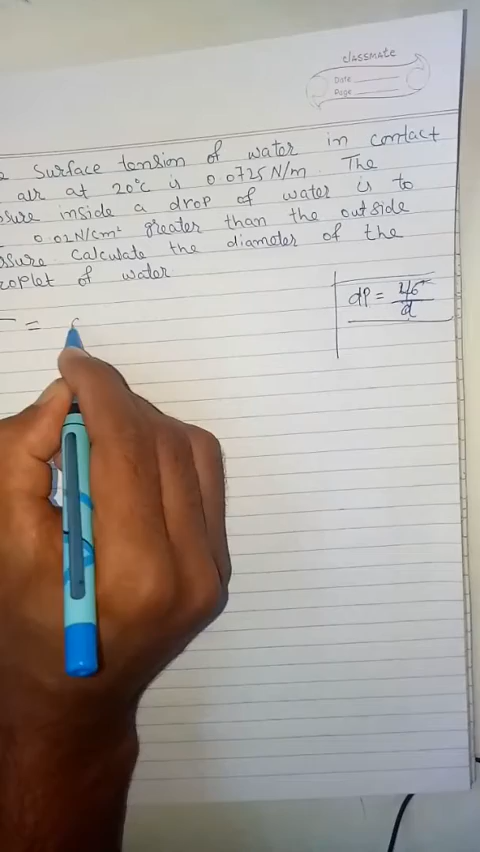 classmate
Date
Page
Surface tension of water in contact
air at 20°c is 0.0725 N/m. The
inside a drop of water is to
0.02N/cm² greater than the outside
Calculate the diameter of the
of water
dp = 4σ/d
=